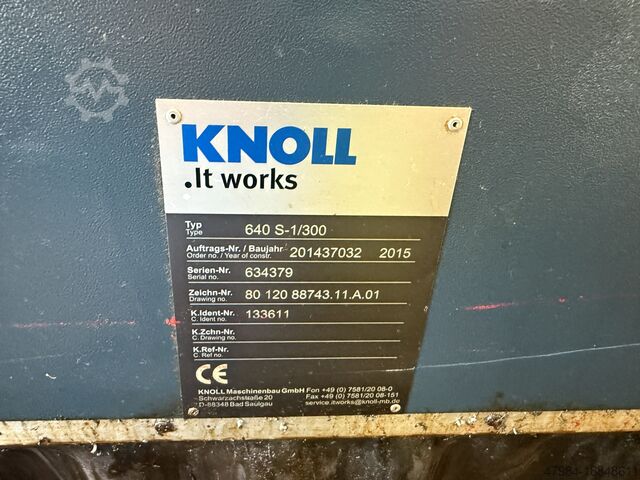 KNOLL
.It works
Typ
Type
640 S-1/300
Auftrags-Nr. / Baujahr
Order no. / Year of constr.
201437032 2015
Serien-Nr.
Serial no.
634379
Zeichn-Nr.
Drawing no.
80 120 88743.11.A.01
K.Ident-Nr.
C. Ident no.
133611
K.Zchn-Nr.
C. Drawing no.
K.Ref-Nr.
C. Ref no.
CE
KNOLL Maschinenbau GmbH Fon +49 (0) 7581/20 08-0
Schwarzachstraße 20 Fax +49 (0) 7581/20 08-151
D-88348 Bad Saulgau service.itworks@knoll-mb.de